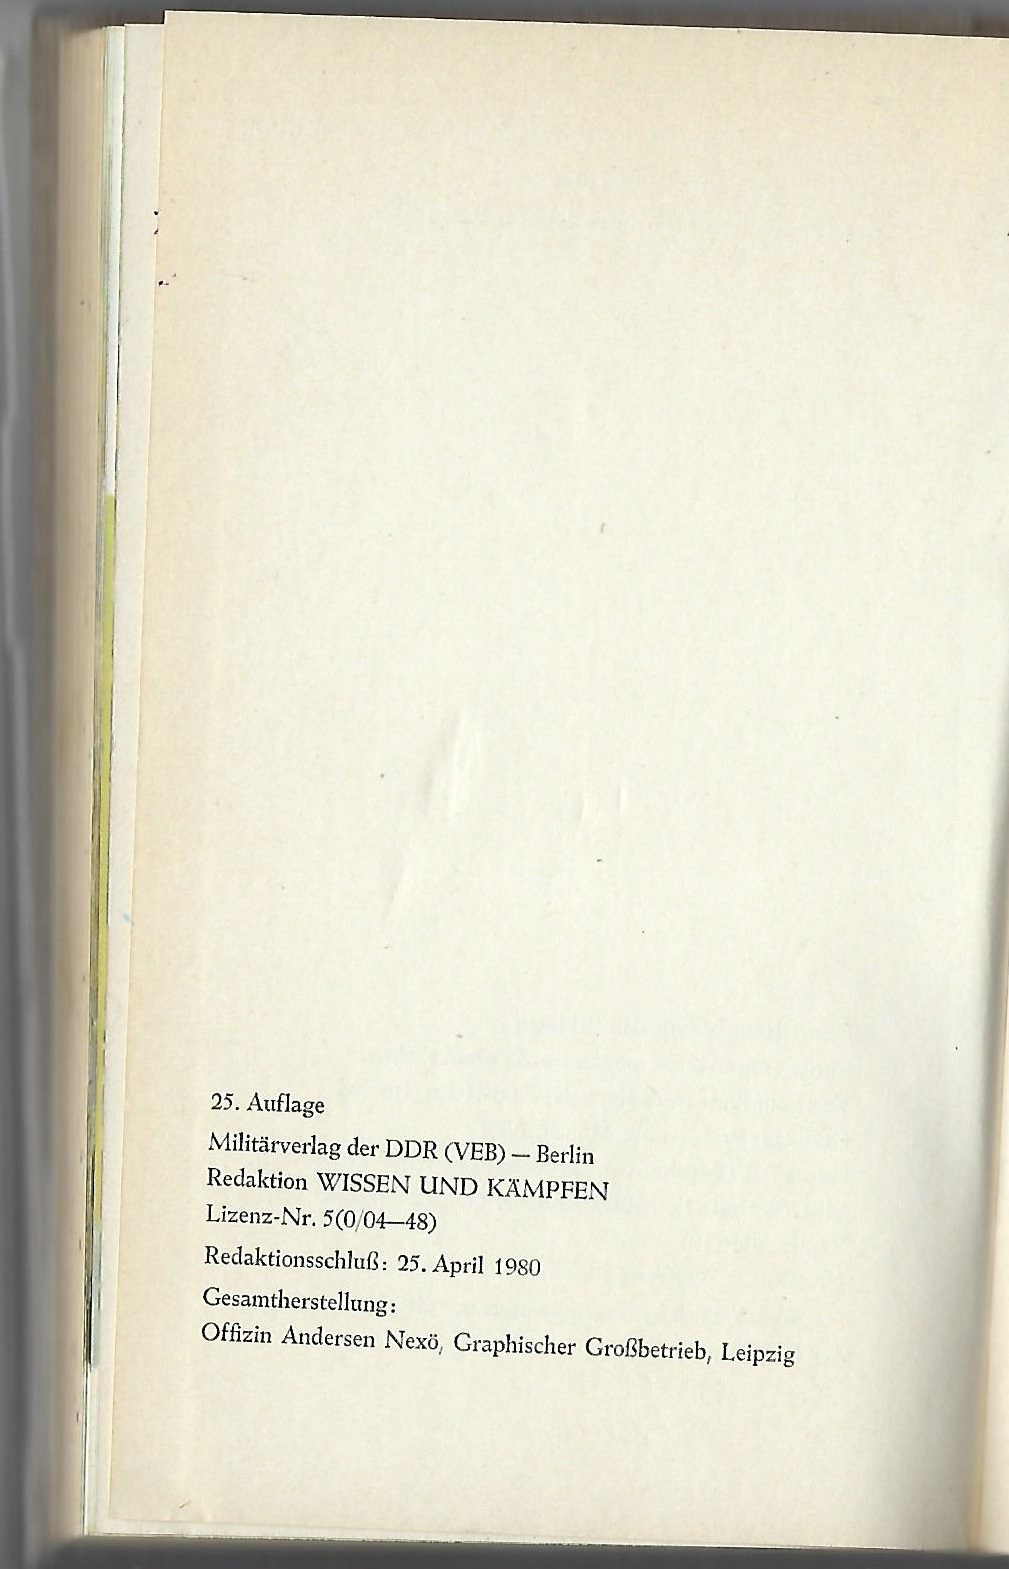 25. Auflage
Militärverlag der DDR (VEB) — Berlin
Redaktion WISSEN UND KÄMPFEN
Lizenz-Nr. 5(0/04—48)
Redaktionsschluß: 25. April 1980
Gesamtherstellung:
Offizin Andersen Nexö, Graphischer Großbetrieb, Leipzig